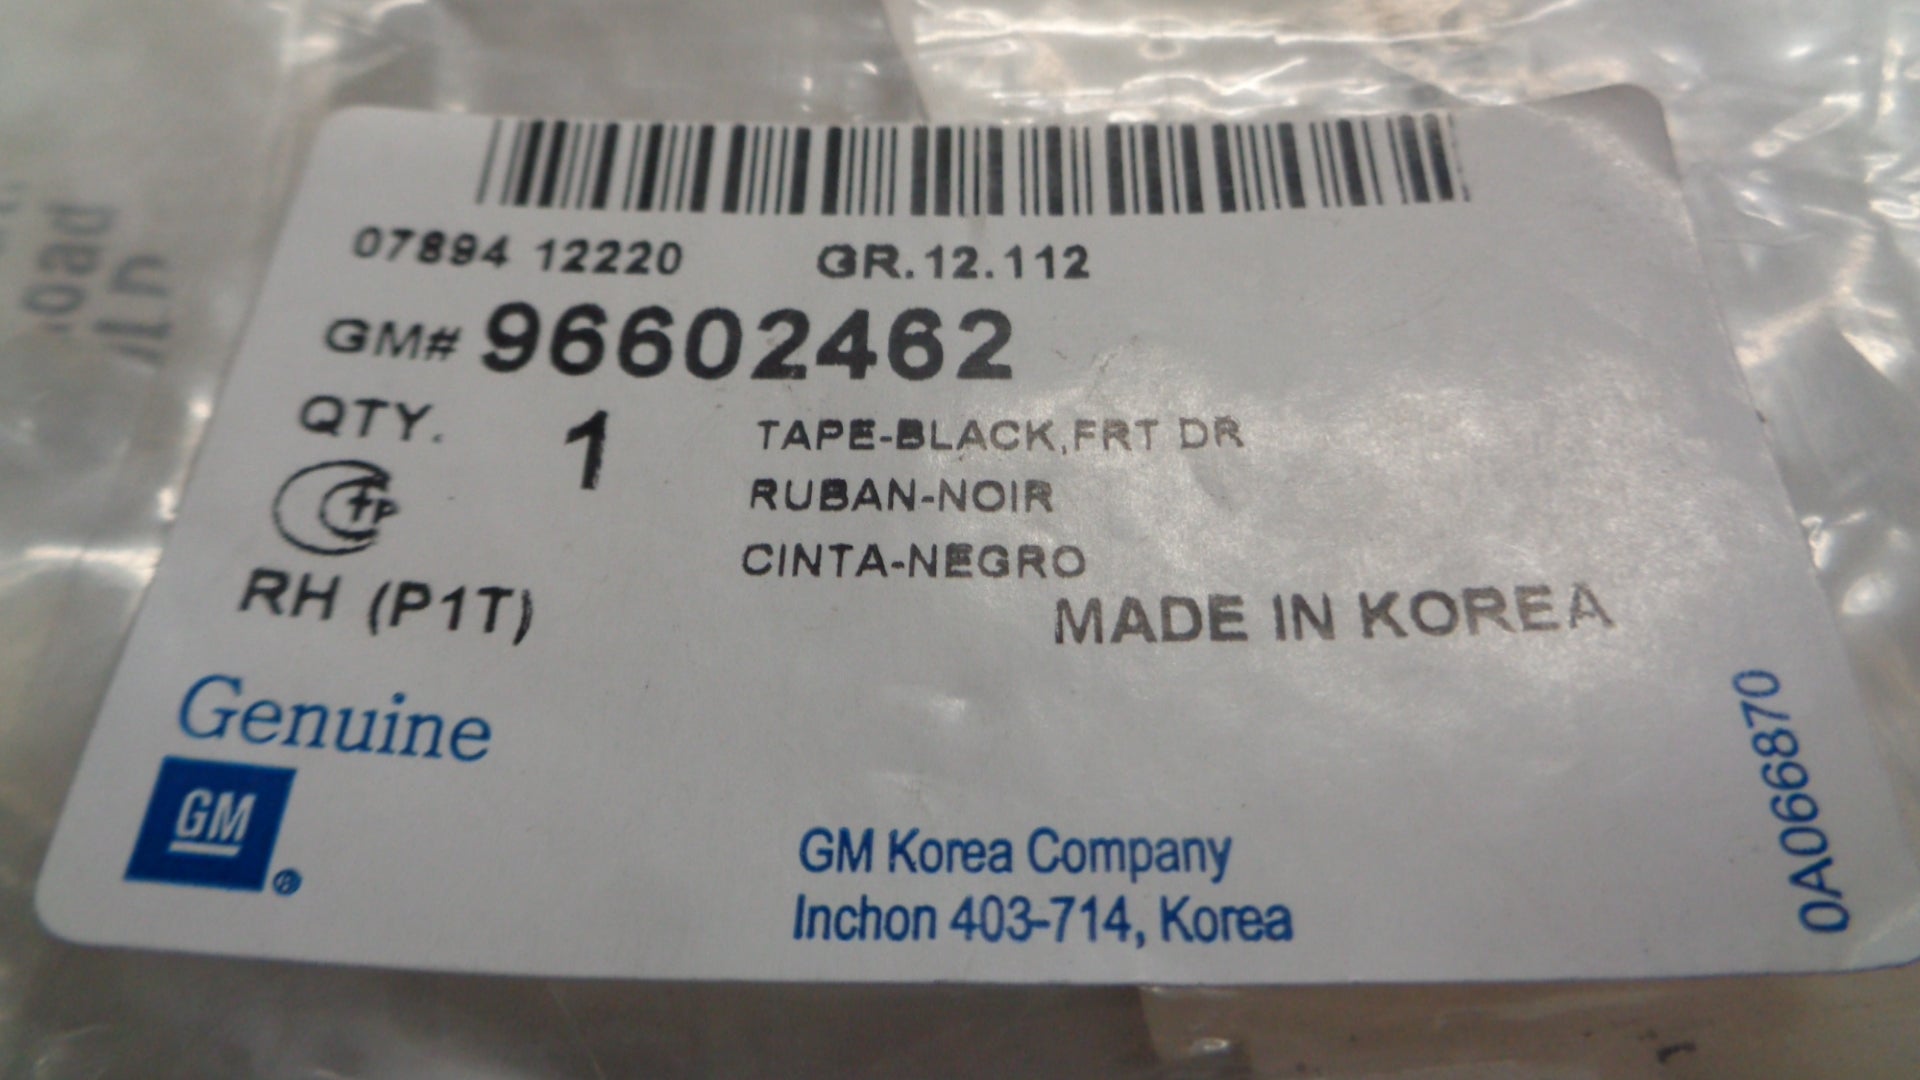 07894 12220 GR.12.112
GM# 96602462
QTY. 1 TAPE-BLACK,FRT DR
RUBAN-NOIR
CINTA-NEGRO
RH (P1T) MADE IN KOREA
Genuine
GM ®
GM Korea Company
Inchon 403-714, Korea
0A066870